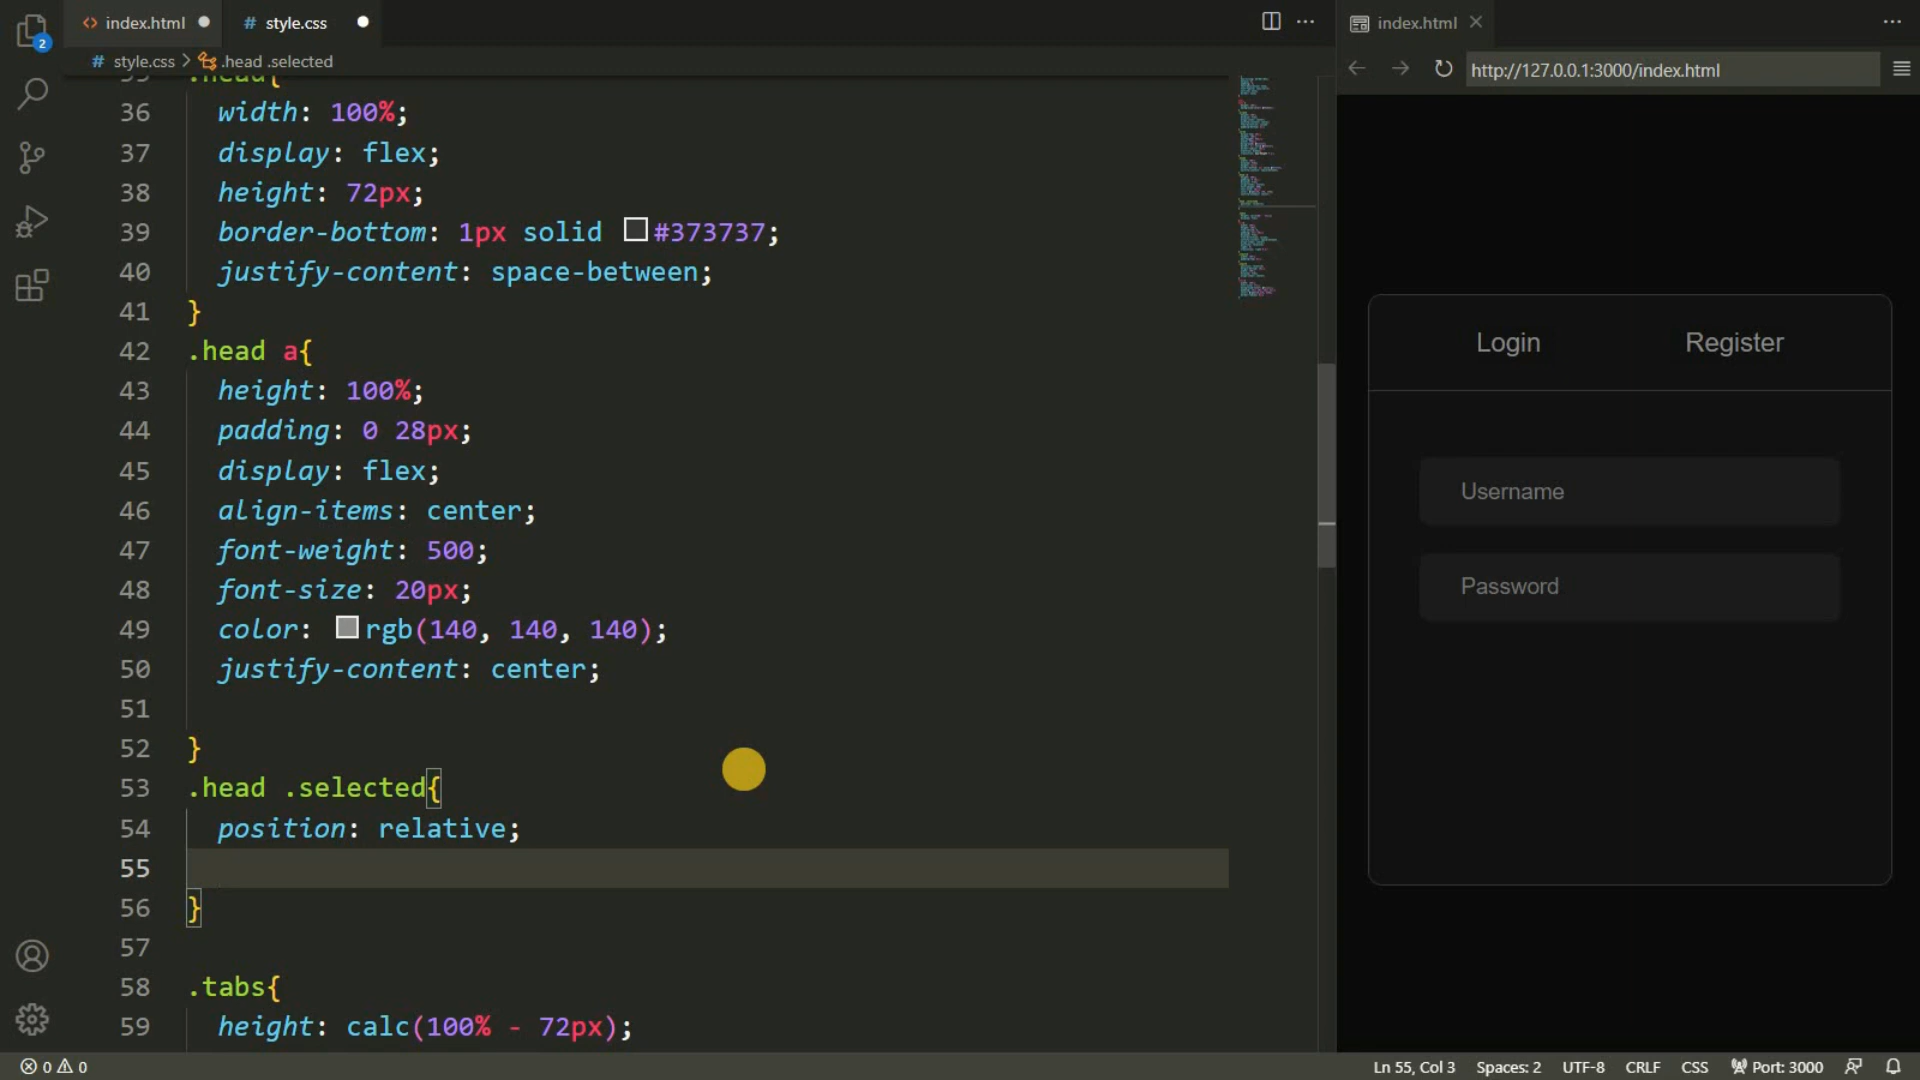 index.html
# style.css
index.html
2
# style.css > .head .selected
http://127.0.0.1:3000/index.html
.head{
36 width: 100%;
37 display: flex;
38 height: 72px;
39 border-bottom: 1px solid #373737;
40 justify-content: space-between;
41 }
42 .head a{
43 height: 100%;
44 padding: 0 28px;
45 display: flex;
46 align-items: center;
47 font-weight: 500;
48 font-size: 20px;
49 color: rgb(140, 140, 140);
50 justify-content: center;
51
52 }
53 .head .selected{
54 position: relative;
55
56 }
57
58 .tabs{
59 height: calc(100% - 72px);
Login Register
Username
Password
0 0
Ln 55, Col 3 Spaces: 2 UTF-8 CRLF CSS Port: 3000